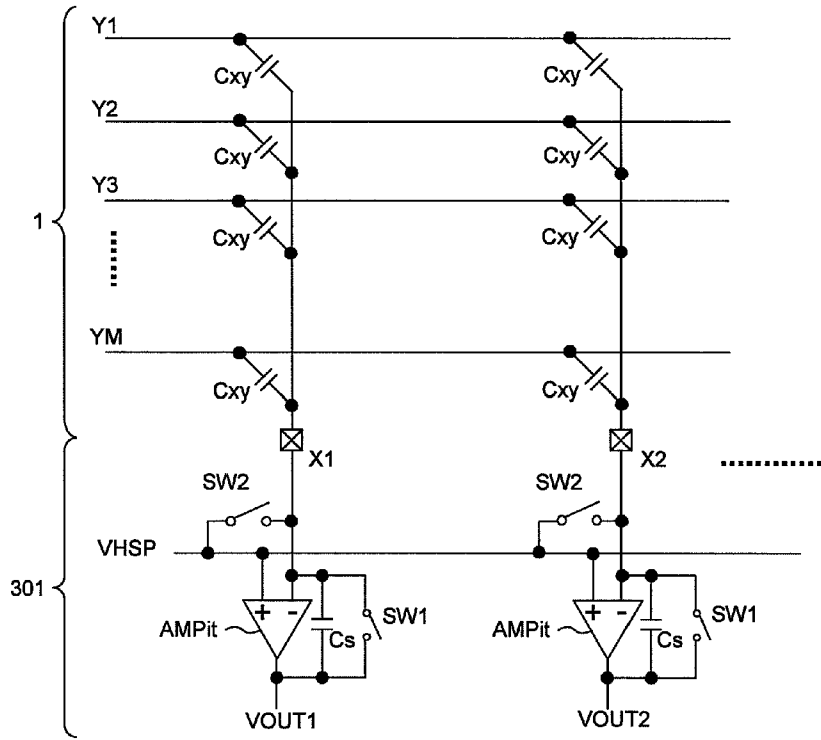 Y1
Cxy Cxy
Y2
Cxy Cxy
Y3
1
Cxy Cxy
YM
Cxy Cxy
X1 X2
SW2 SW2
VHSP
301
+ - + -
AMPit Cs SW1 AMPit Cs SW1
VOUT1 VOUT2